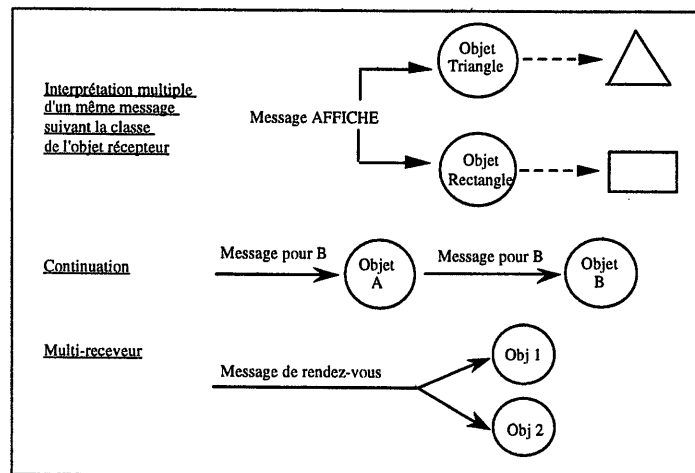 Objet
Triangle
Interprétation multiple
d'un même message
suivant la classe
de l'objet récepteur
Message AFFICHE
Objet
Rectangle
Continuation
Message pour B
Objet
A
Message pour B
Objet
B
Multi-receveur
Message de rendez-vous
Obj 1
Obj 2